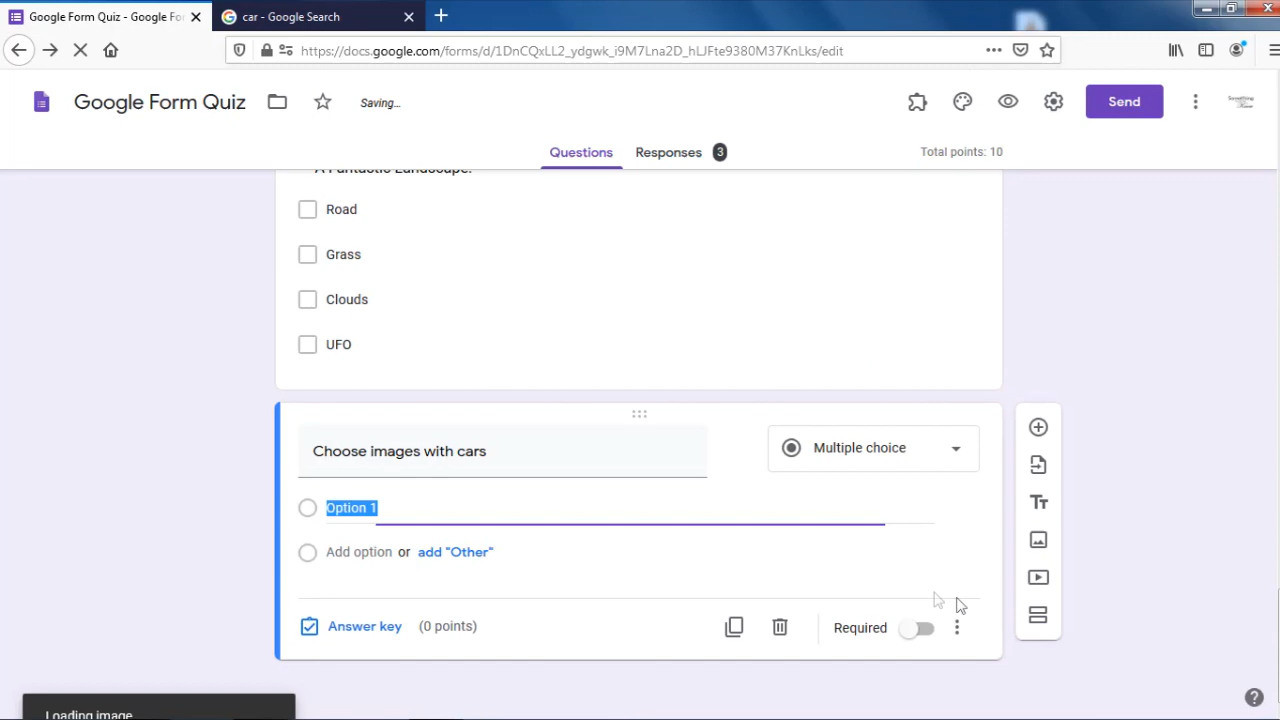 Google Form Quiz - Google Fo
car - Google Search
https://docs.google.com/forms/d/1DnCQxLL2_ydgwk_i9M7Lna2D_hLJFte9380M37KnLks/edit
Google Form Quiz
Saving...
Send
Questions
Responses 3
Total points: 10
A Fantastic Landscape.
Road
Grass
Clouds
UFO
Choose images with cars
Multiple choice
Option 1
Add option or add "Other"
Answer key (0 points)
Required
Loading image